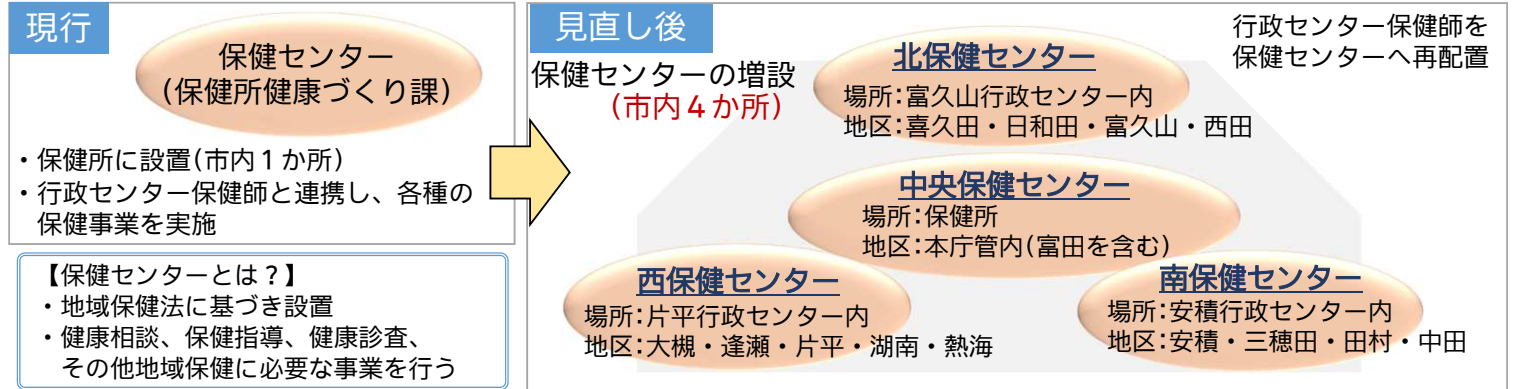 現行
保健センター
(保健所健康づくり課)
・保健所に設置(市内1か所)
・行政センター保健師と連携し、各種の
保健事業を実施
【保健センターとは?】
・地域保健法に基づき設置
・健康相談、保健指導、健康診査、
その他地域保健に必要な事業を行う
見直し後
保健センターの増設
(市内4か所)
行政センター保健師を
保健センターへ再配置
北保健センター
場所:富久山行政センター内
地区:喜久田・日和田・富久山・西田
中央保健センター
場所:保健所
地区:本庁管内(富田を含む)
西保健センター
場所:片平行政センター内
地区:大槻・逢瀬・片平・湖南・熱海
南保健センター
場所:安積行政センター内
地区:安積・三穂田・田村・中田